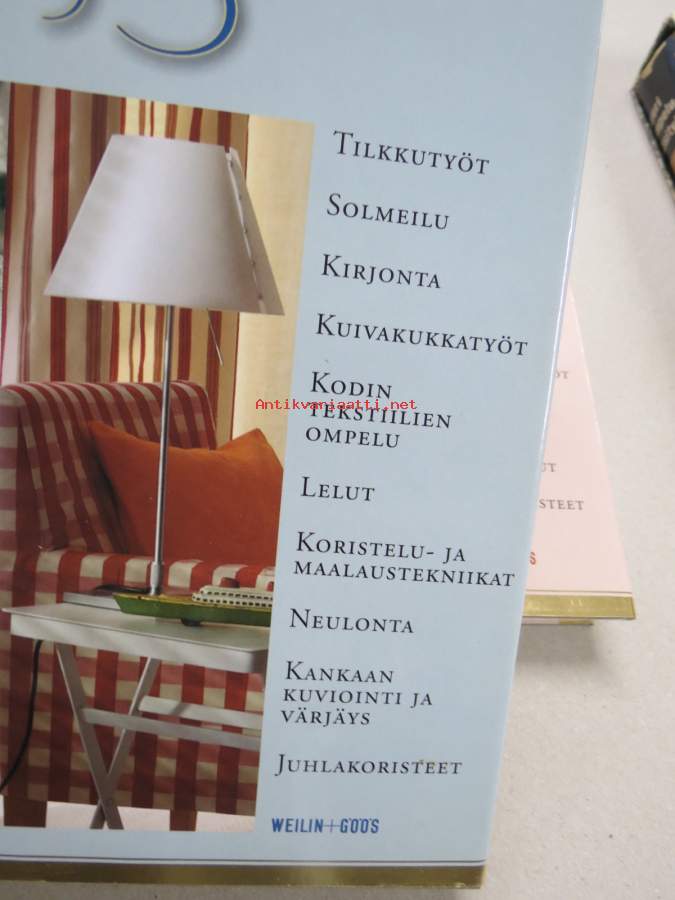 TILKKUTYÖT
SOLMEILU
KIRJONTA
KUIVAKUKKATYÖT
KODIN
TEKSTIILIEN
OMPELU
LELUT
KORISTELU- JA
MAALAUSTEKNIIKAT
NEULONTA
KANKAAN
KUVIOINTI JA
VÄRJÄYS
JUHLAKORISTEET
WEILIN+GÖÖS
Antikvariaatti.net